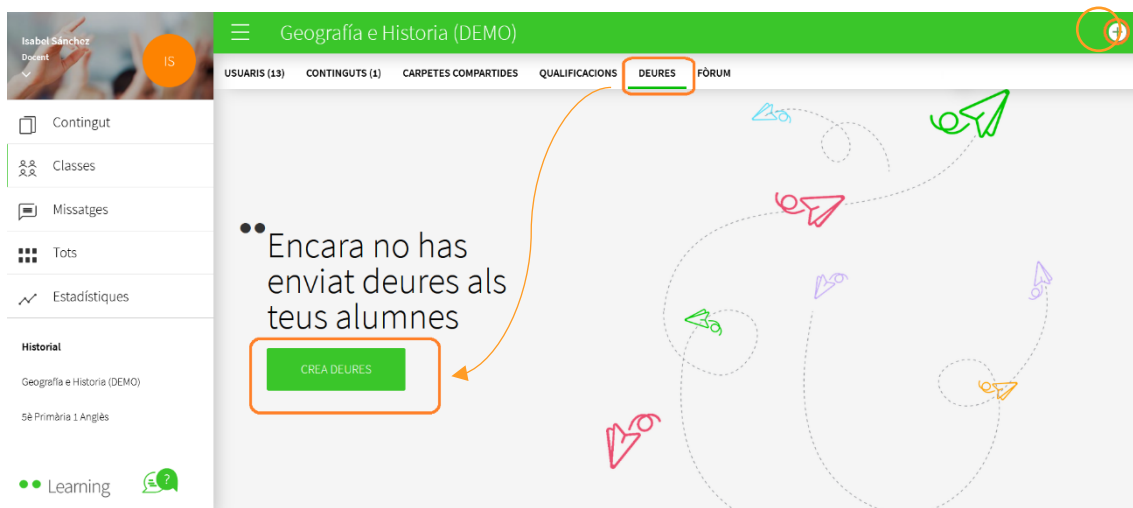 Isabel Sánchez
Docent
IS
Geografía e Historia (DEMO)
USUARIS (13) CONTINGUTS (1) CARPETES COMPARTIDES QUALIFICACIONS DEURES FÒRUM
Contingut
Classes
Missatges
Tots
Estadístiques
Historial
Geografía e Historia (DEMO)
5è Primària 1 Anglès
Learning
?
Encara no has
enviat deures als
teus alumnes
CREA DEURES